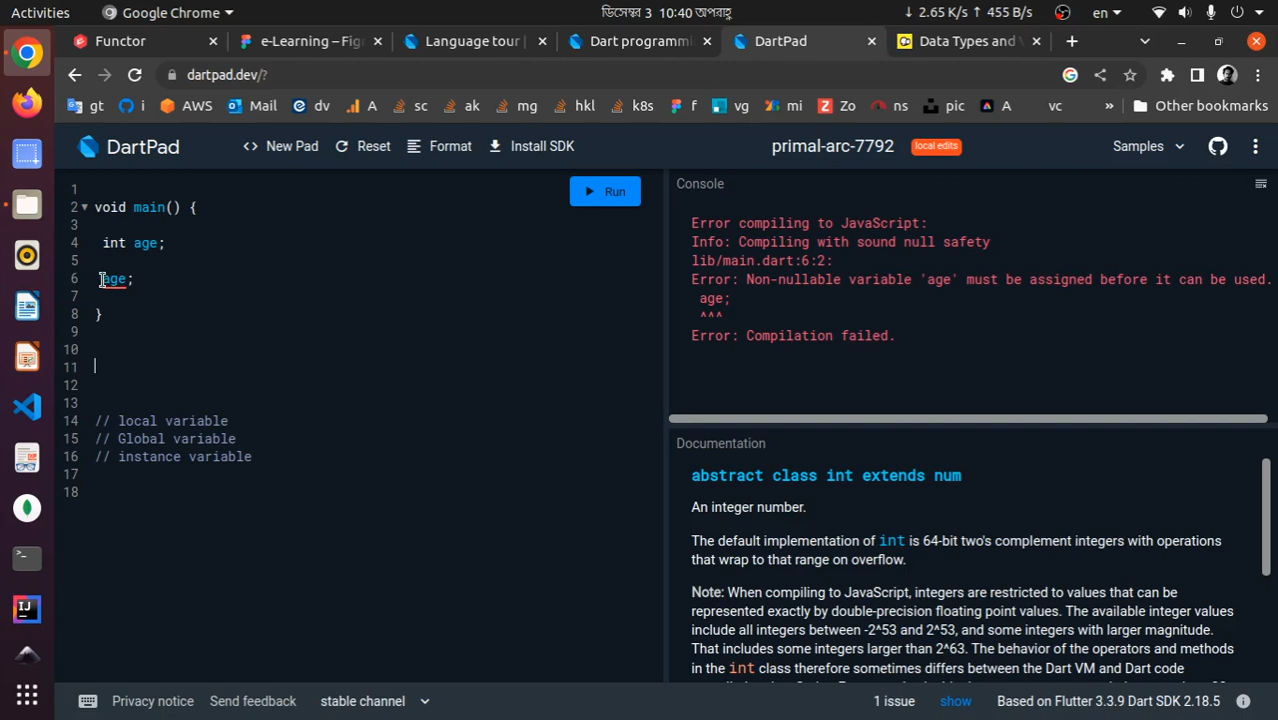 Activities Google Chrome ডিসেম্বর 3 10:40 অপরাহ্ণ ↓ 2.65 K/s ↑ 455 B/s en
Functor e-Learning – Fig Language tour Dart programmi DartPad Data Types and
dartpad.dev/?
gt i AWS Mail dv A sc ak mg hkl k8s f vg mi Zo ns pic A vc » Other bookmarks
DartPad <> New Pad Reset Format Install SDK primal-arc-7792 local edits Samples
Run
1
2 void main() {
3
4 int age;
5
6 age;
7
8 }
9
10
11
12
13
14 // local variable
15 // Global variable
16 // instance variable
17
18
Console
Error compiling to JavaScript:
Info: Compiling with sound null safety
lib/main.dart:6:2:
Error: Non-nullable variable 'age' must be assigned before it can be used.
age;
^^^
Error: Compilation failed.
Documentation
abstract class int extends num
An integer number.
The default implementation of int is 64-bit two's complement integers with operations
that wrap to that range on overflow.
Note: When compiling to JavaScript, integers are restricted to values that can be
represented exactly by double-precision floating point values. The available integer values
include all integers between -2^53 and 2^53, and some integers with larger magnitude.
That includes some integers larger than 2^63. The behavior of the operators and methods
in the int class therefore sometimes differs between the Dart VM and Dart code
Privacy notice Send feedback stable channel 1 issue show Based on Flutter 3.3.9 Dart SDK 2.18.5